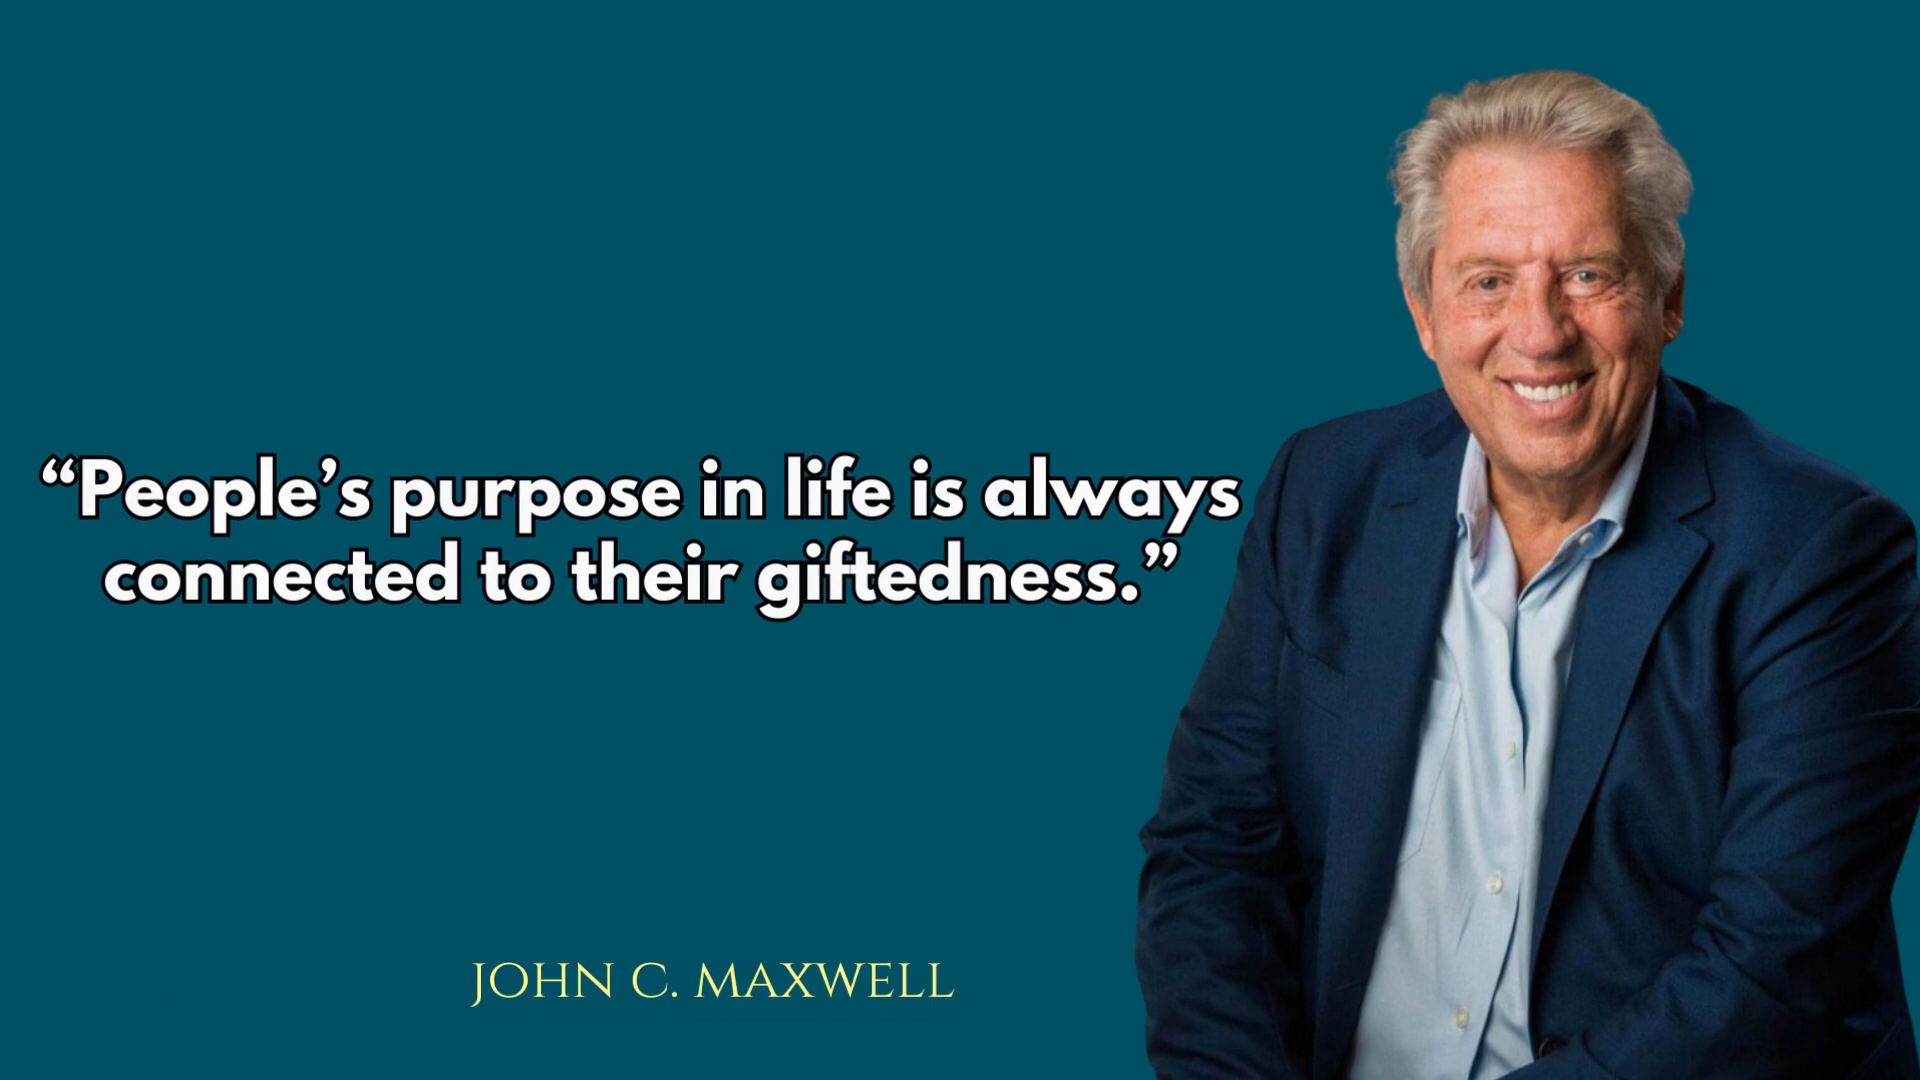 “People’s purpose in life is always
connected to their giftedness.”
JOHN C. MAXWELL